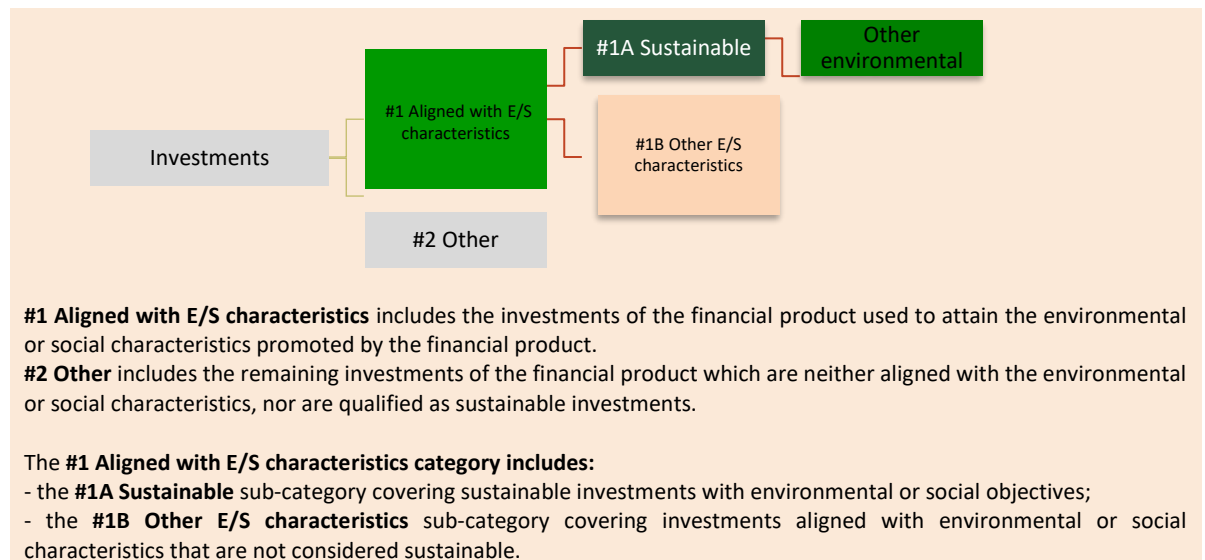 #1A Sustainable
Other
environmental
#1 Aligned with E/S
characteristics
#1B Other E/S
characteristics
Investments
#2 Other
#1 Aligned with E/S characteristics includes the investments of the financial product used to attain the environmental
or social characteristics promoted by the financial product.
#2 Other includes the remaining investments of the financial product which are neither aligned with the environmental
or social characteristics, nor are qualified as sustainable investments.
The #1 Aligned with E/S characteristics category includes:
- the #1A Sustainable sub-category covering sustainable investments with environmental or social objectives;
- the #1B Other E/S characteristics sub-category covering investments aligned with environmental or social
characteristics that are not considered sustainable.